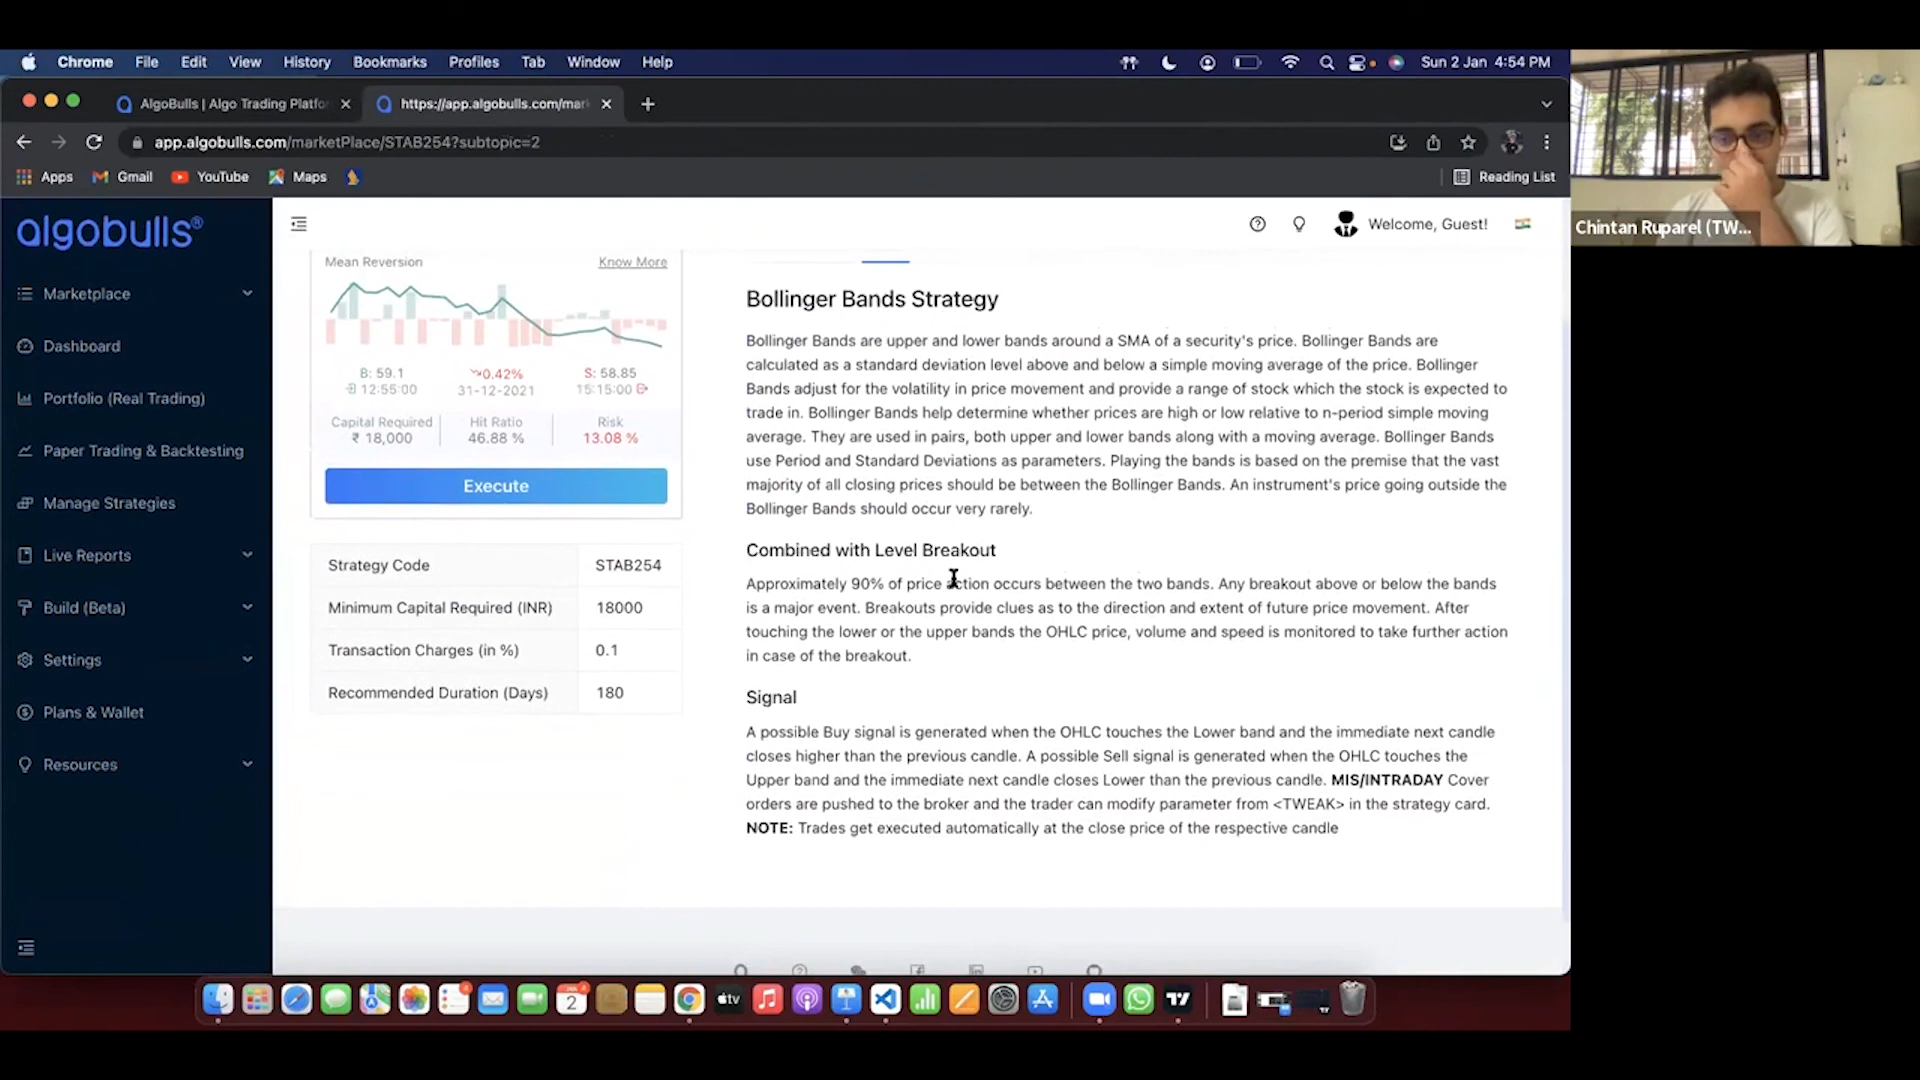 Chrome File Edit View History Bookmarks Profiles Tab Window Help
Sun 2 Jan 4:54 PM
AlgoBulls | Algo Trading Platfo
https://app.algobulls.com/mar
app.algobulls.com/marketPlace/STAB254?subtopic=2
Apps Gmail YouTube Maps
Reading List
algobulls®
Welcome, Guest!
Chintan Ruparel (TW...
Marketplace
Dashboard
Portfolio (Real Trading)
Paper Trading & Backtesting
Manage Strategies
Live Reports
Build (Beta)
Settings
Plans & Wallet
Resources
Mean Reversion Know More
B: 59.1 0.42% S: 58.85
12:55:00 31-12-2021 15:15:00
Capital Required Hit Ratio Risk
₹ 18,000 46.88 % 13.08 %
Execute
Strategy Code STAB254
Minimum Capital Required (INR) 18000
Transaction Charges (in %) 0.1
Recommended Duration (Days) 180
Bollinger Bands Strategy
Bollinger Bands are upper and lower bands around a SMA of a security's price. Bollinger Bands are
calculated as a standard deviation level above and below a simple moving average of the price. Bollinger
Bands adjust for the volatility in price movement and provide a range of stock which the stock is expected to
trade in. Bollinger Bands help determine whether prices are high or low relative to n-period simple moving
average. They are used in pairs, both upper and lower bands along with a moving average. Bollinger Bands
use Period and Standard Deviations as parameters. Playing the bands is based on the premise that the vast
majority of all closing prices should be between the Bollinger Bands. An instrument's price going outside the
Bollinger Bands should occur very rarely.
Combined with Level Breakout
Approximately 90% of price action occurs between the two bands. Any breakout above or below the bands
is a major event. Breakouts provide clues as to the direction and extent of future price movement. After
touching the lower or the upper bands the OHLC price, volume and speed is monitored to take further action
in case of the breakout.
Signal
A possible Buy signal is generated when the OHLC touches the Lower band and the immediate next candle
closes higher than the previous candle. A possible Sell signal is generated when the OHLC touches the
Upper band and the immediate next candle closes Lower than the previous candle. MIS/INTRADAY Cover
orders are pushed to the broker and the trader can modify parameter from <TWEAK> in the strategy card.
NOTE: Trades get executed automatically at the close price of the respective candle
2
tv